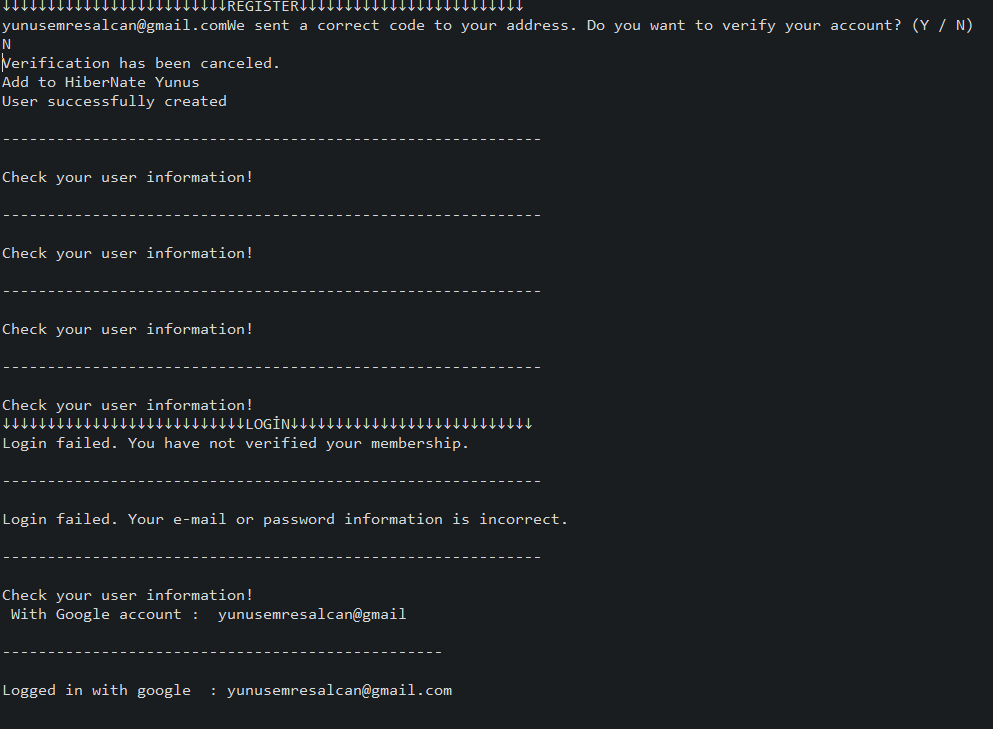 ↓↓↓↓↓↓↓↓↓↓↓↓↓↓↓↓↓↓↓↓↓↓↓↓↓REGISTER↓↓↓↓↓↓↓↓↓↓↓↓↓↓↓↓↓↓↓↓↓↓↓↓↓
yunusemresalcan@gmail.comWe sent a correct code to your address. Do you want to verify your account? (Y / N)
N
Verification has been canceled.
Add to HiberNate Yunus
User successfully created
------------------------------------------------------------
Check your user information!
------------------------------------------------------------
Check your user information!
------------------------------------------------------------
Check your user information!
------------------------------------------------------------
Check your user information!
↓↓↓↓↓↓↓↓↓↓↓↓↓↓↓↓↓↓↓↓↓↓↓↓↓↓↓LOGİN↓↓↓↓↓↓↓↓↓↓↓↓↓↓↓↓↓↓↓↓↓↓↓↓↓↓↓
Login failed. You have not verified your membership.
------------------------------------------------------------
Login failed. Your e-mail or password information is incorrect.
------------------------------------------------------------
Check your user information!
With Google account :  yunusemresalcan@gmail
-------------------------------------------------
Logged in with google  : yunusemresalcan@gmail.com